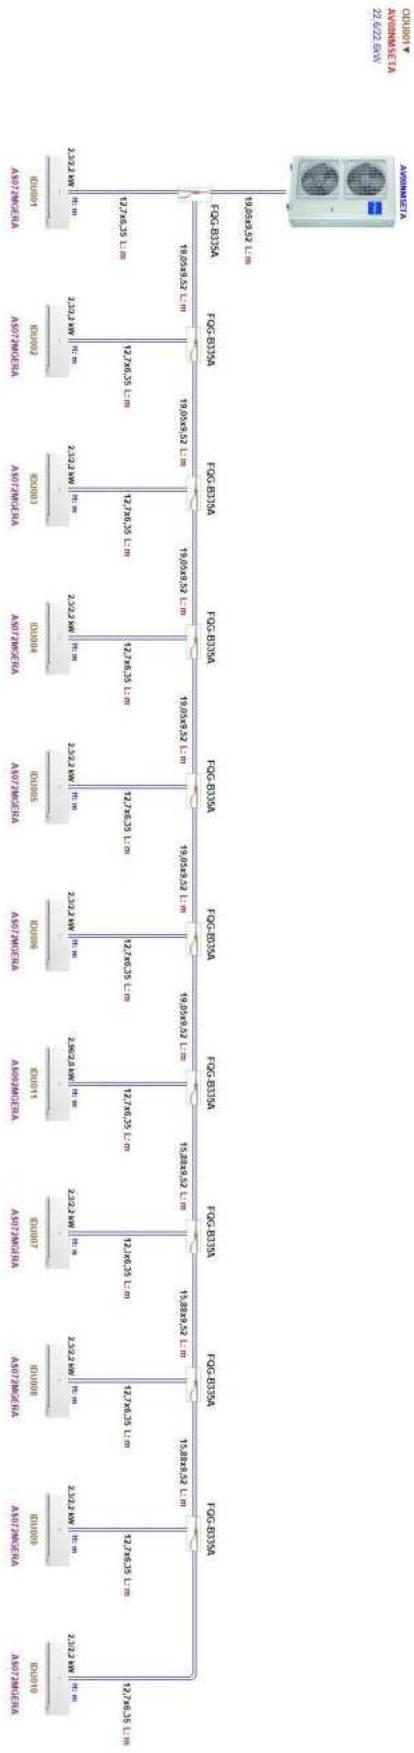 ODU001▼
AV08NMSETA
22,6/22,6kW
AV08NMSETA
19,05x9,52 L: m
FQG-B335A
12,7x6,35 L: m
2,3/2,2 kW H: m
IDU001
AS072MGERA
19,05x9,52 L: m
FQG-B335A
12,7x6,35 L: m
2,3/2,2 kW H: m
IDU002
AS072MGERA
19,05x9,52 L: m
FQG-B335A
12,7x6,35 L: m
2,3/2,2 kW H: m
IDU003
AS072MGERA
19,05x9,52 L: m
FQG-B335A
12,7x6,35 L: m
2,3/2,2 kW H: m
IDU004
AS072MGERA
19,05x9,52 L: m
FQG-B335A
12,7x6,35 L: m
2,3/2,2 kW H: m
IDU005
AS072MGERA
19,05x9,52 L: m
FQG-B335A
12,7x6,35 L: m
2,3/2,2 kW H: m
IDU006
AS072MGERA
19,05x9,52 L: m
FQG-B335A
12,7x6,35 L: m
2,96/2,8 kW H: m
IDU011
AS092MGERA
15,88x9,52 L: m
FQG-B335A
12,7x6,35 L: m
2,3/2,2 kW H: m
IDU007
AS072MGERA
15,88x9,52 L: m
FQG-B335A
12,7x6,35 L: m
2,3/2,2 kW H: m
IDU008
AS072MGERA
15,88x9,52 L: m
FQG-B335A
12,7x6,35 L: m
2,3/2,2 kW H: m
IDU009
AS072MGERA
12,7x6,35 L: m
2,3/2,2 kW H: m
IDU010
AS072MGERA